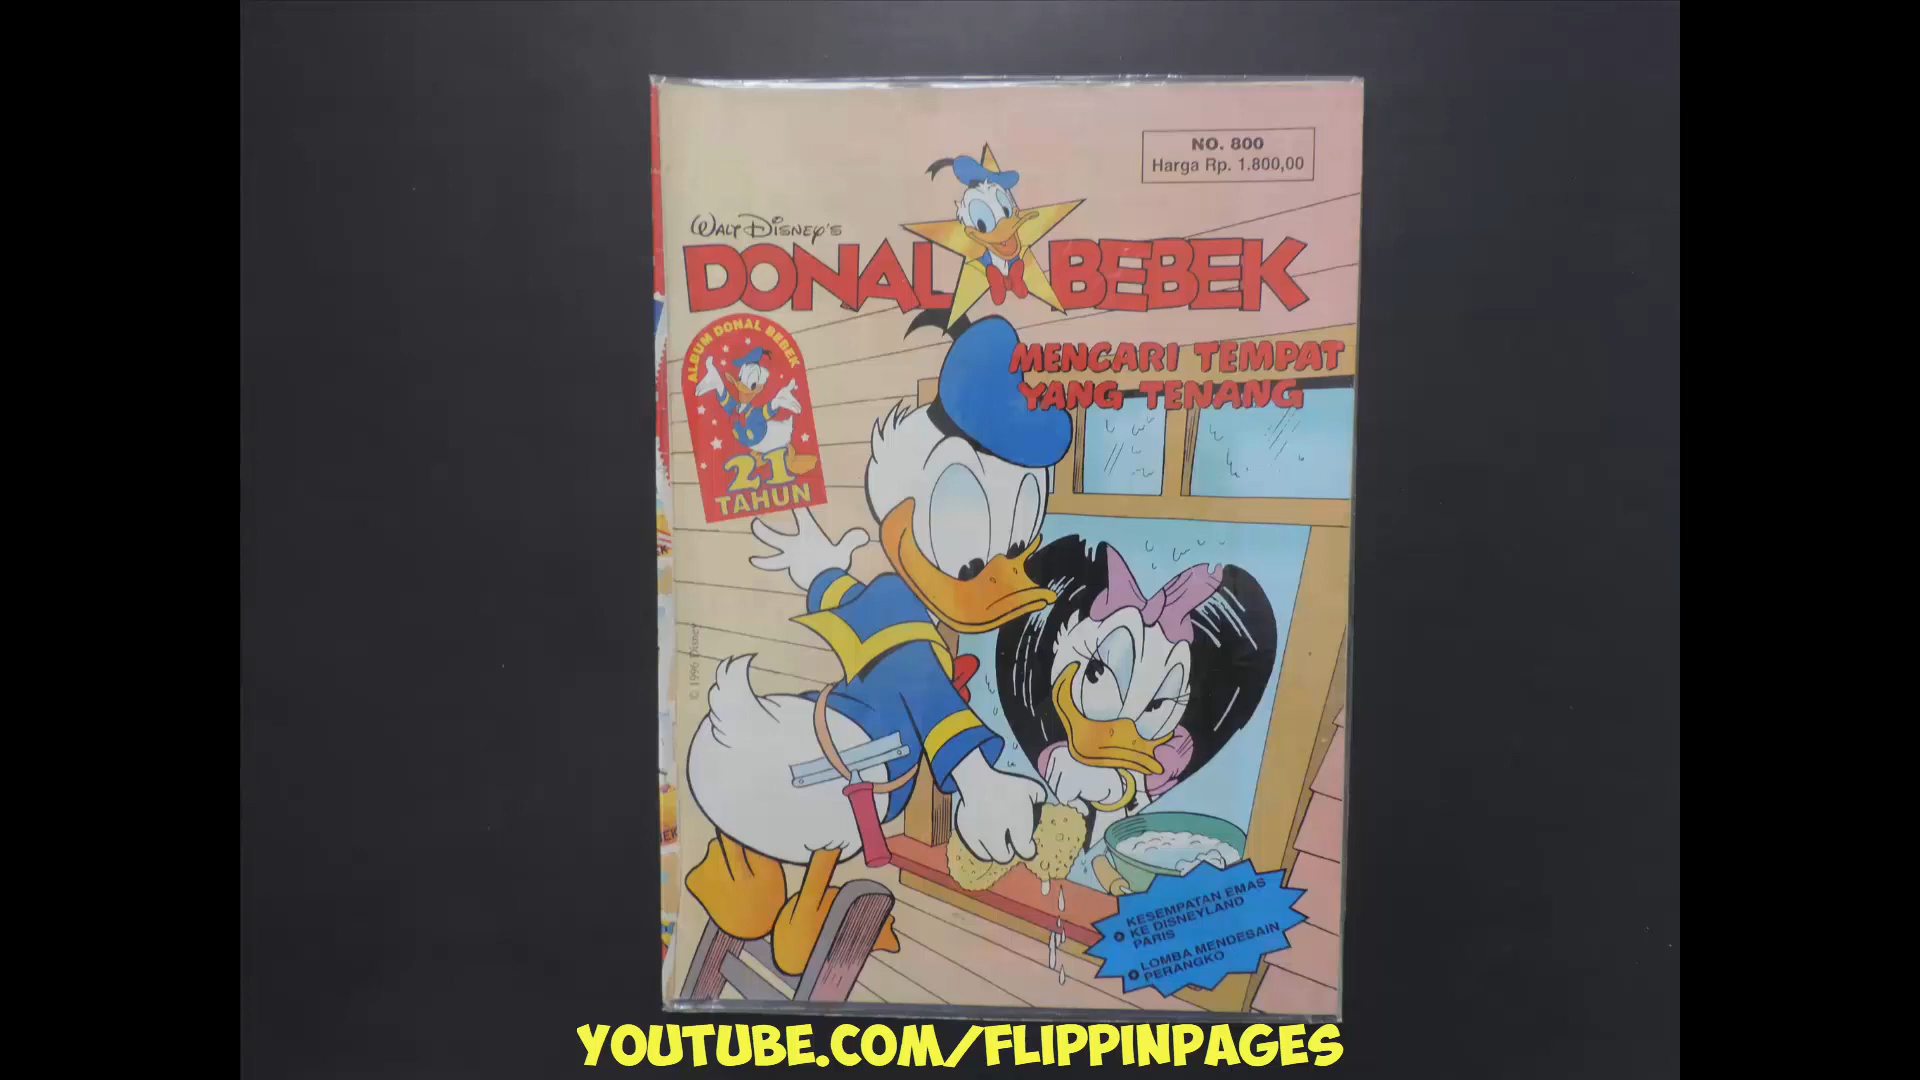 NO. 800
Harga Rp. 1.800,00
WALT DISNEY'S
DONAL BEBEK
MENCARI TEMPAT
YANG TENANG
ALBUM DONAL BEBEK
21
TAHUN
© 1996 Disney
KESEMPATAN EMAS
KE DISNEYLAND
PARIS
LOMBA MENDESAIN
PERANGKO
YOUTUBE.COM/FLIPPINPAGES